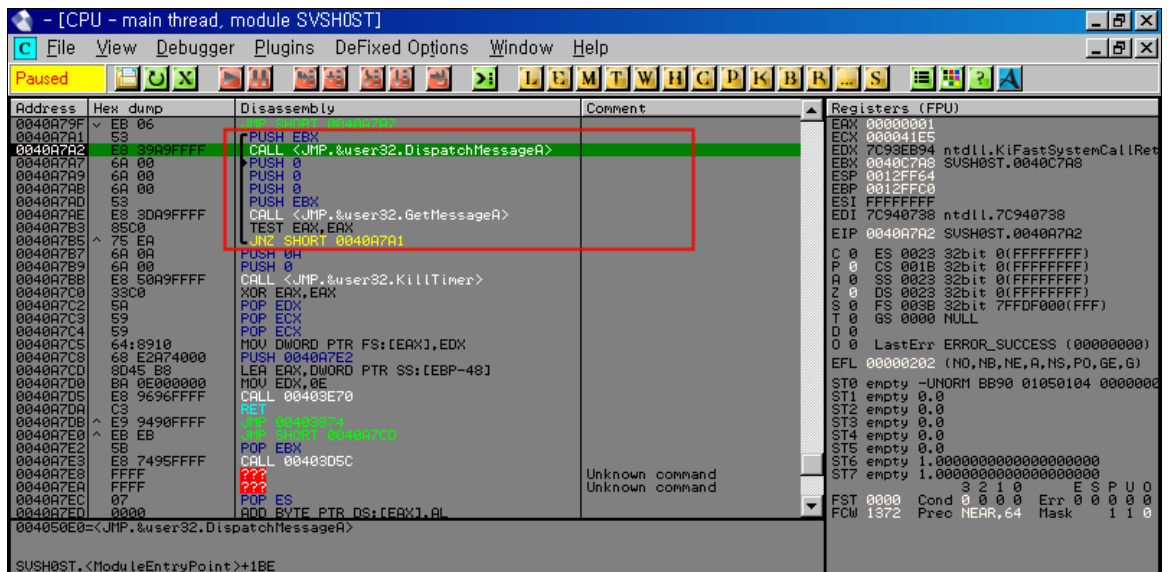 - [CPU - main thread, module SVSH0ST]
C File View Debugger Plugins DeFixed Options Window Help
Paused L E M T W H C P K B R ... S ? A
Address Hex dump Disassembly Comment Registers (FPU)
0040A79F EB 06 JMP SHORT 0040A7A7
0040A7A1 53 PUSH EBX
0040A7A2 E8 39A9FFFF CALL <JMP.&user32.DispatchMessageA>
0040A7A7 6A 00 PUSH 0
0040A7A9 6A 00 PUSH 0
0040A7AB 6A 00 PUSH 0
0040A7AD 53 PUSH EBX
0040A7AE E8 3DA9FFFF CALL <JMP.&user32.GetMessageA>
0040A7B3 85C0 TEST EAX,EAX
0040A7B5 ^ 75 EA JNZ SHORT 0040A7A1
0040A7B7 6A 0A PUSH 0A
0040A7B9 6A 00 PUSH 0
0040A7BB E8 50A9FFFF CALL <JMP.&user32.KillTimer>
0040A7C0 33C0 XOR EAX,EAX
0040A7C2 5A POP EDX
0040A7C3 59 POP ECX
0040A7C4 59 POP ECX
0040A7C5 64:8910 MOV DWORD PTR FS:[EAX],EDX
0040A7C8 68 E2A74000 PUSH 0040A7E2
0040A7CD 8D45 B8 LEA EAX,DWORD PTR SS:[EBP-48]
0040A7D0 BA 0E000000 MOV EDX,0E
0040A7D5 E8 9696FFFF CALL 00403E70
0040A7DA C3 RET
0040A7DB ^ E9 9490FFFF JMP 00403874
0040A7E0 ^ EB EB JMP SHORT 0040A7CD
0040A7E2 5B POP EBX
0040A7E3 E8 7495FFFF CALL 00403D5C
0040A7E8 FFFF ??? Unknown command
0040A7EA FFFF ??? Unknown command
0040A7EC 07 POP ES
0040A7ED 0000 ADD BYTE PTR DS:[EAX],AL
004050E0=<JMP.&user32.DispatchMessageA>
SVSH0ST.<ModuleEntryPoint>+1BE
EAX 00000001
ECX 000041E5
EDX 7C93EB94 ntdll.KiFastSystemCallRet
EBX 0040C7A8 SVSH0ST.0040C7A8
ESP 0012FF64
EBP 0012FFC0
ESI FFFFFFFF
EDI 7C940738 ntdll.7C940738
EIP 0040A7A2 SVSH0ST.0040A7A2
C 0 ES 0023 32bit 0(FFFFFFFF)
P 0 CS 001B 32bit 0(FFFFFFFF)
A 0 SS 0023 32bit 0(FFFFFFFF)
Z 0 DS 0023 32bit 0(FFFFFFFF)
S 0 FS 003B 32bit 7FFDF000(FFF)
T 0 GS 0000 NULL
D 0
O 0 LastErr ERROR_SUCCESS (00000000)
EFL 00000202 (NO,NB,NE,A,NS,PO,GE,G)
ST0 empty -UNORM BB90 01050104 0000000
ST1 empty 0.0
ST2 empty 0.0
ST3 empty 0.0
ST4 empty 0.0
ST5 empty 0.0
ST6 empty 1.0000000000000000000
ST7 empty 1.0000000000000000000
3 2 1 0 E S P U O
FST 0000 Cond 0 0 0 0 Err 0 0 0 0 0
FCW 1372 Prec NEAR,64 Mask 1 1 0